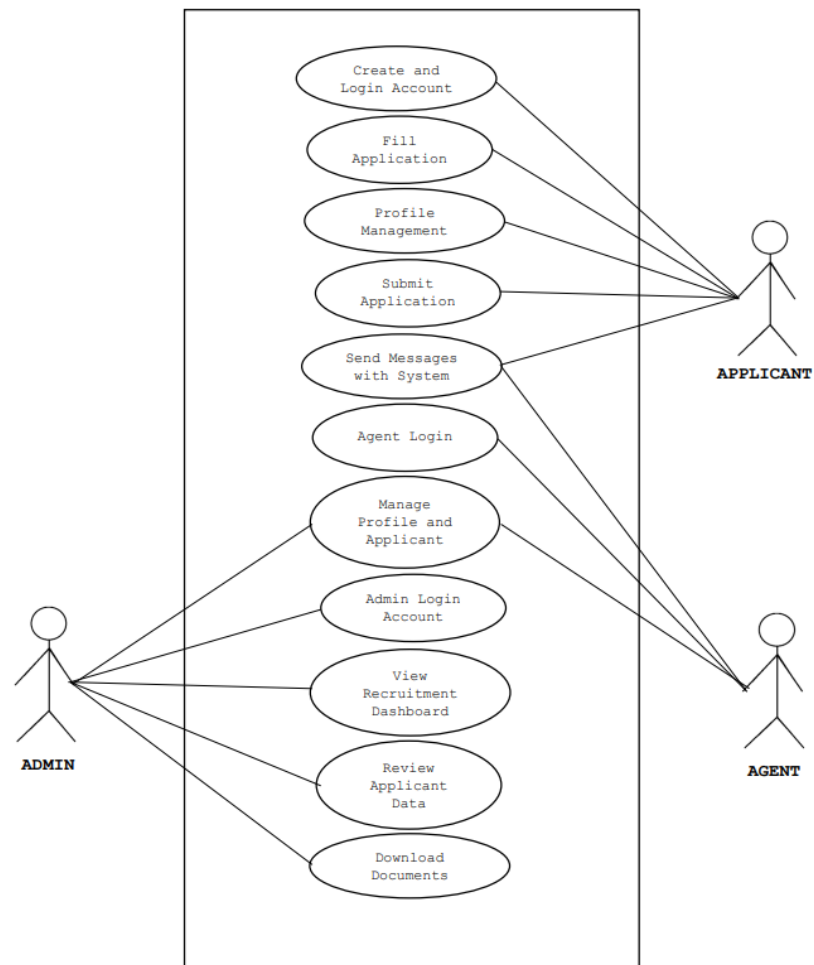 Create and
Login Account
Fill
Application
Profile
Management
Submit
Application
APPLICANT
Send Messages
with System
Agent Login
Manage
Profile and
Applicant
Admin Login
Account
View
Recruitment
Dashboard
ADMIN
AGENT
Review
Applicant
Data
Download
Documents